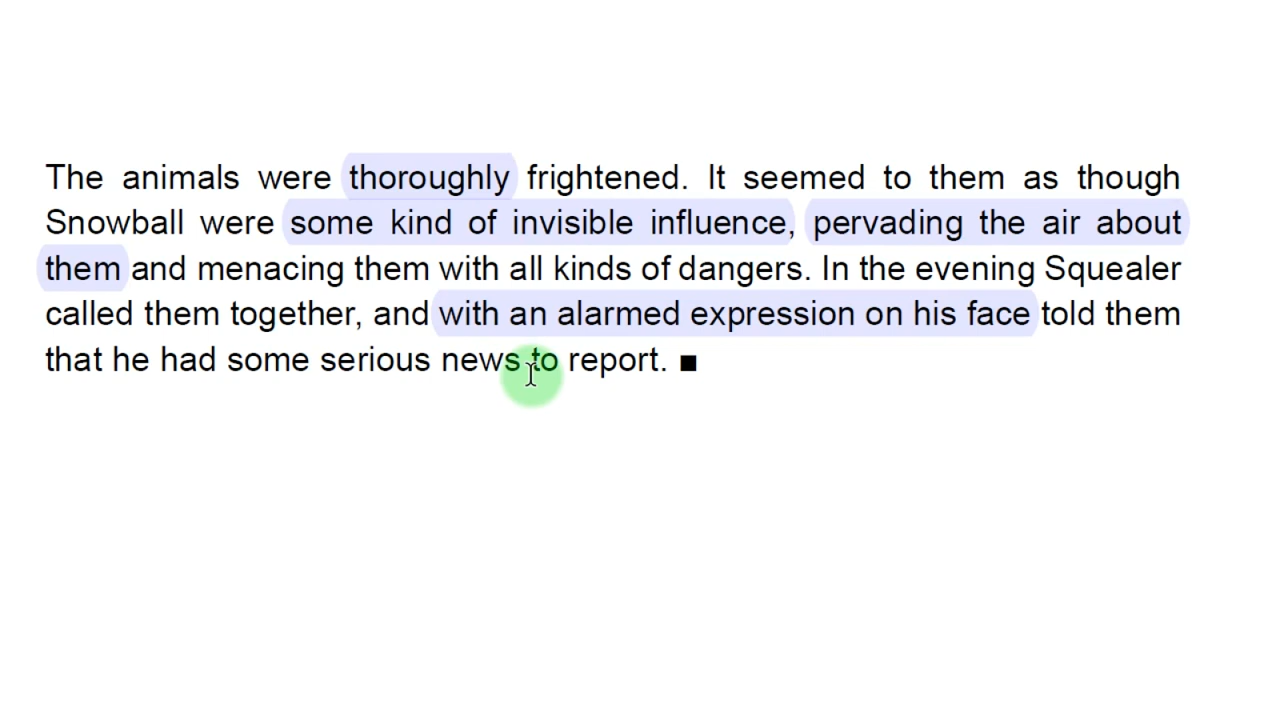 The animals were thoroughly frightened. It seemed to them as though
Snowball were some kind of invisible influence, pervading the air about
them and menacing them with all kinds of dangers. In the evening Squealer
called them together, and with an alarmed expression on his face told them
that he had some serious news to report. ■